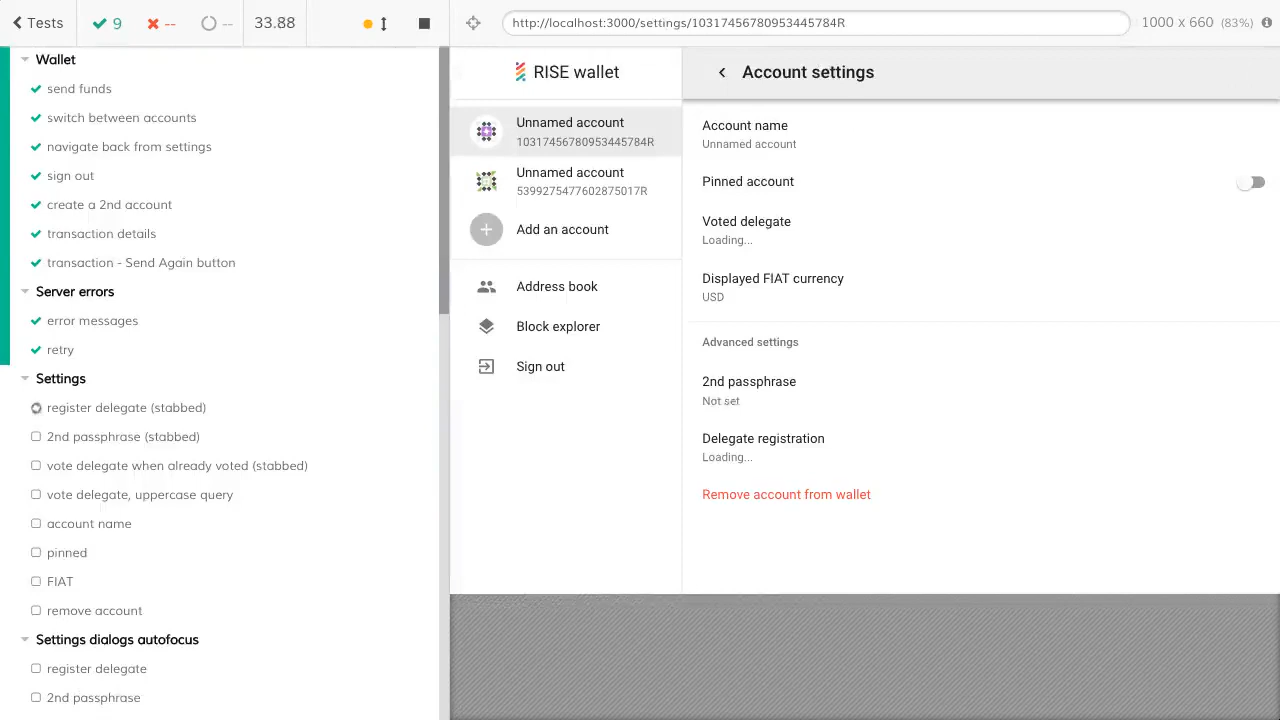 Tests
9
--
--
33.88
http://localhost:3000/settings/10317456780953445784R
1000 x 660 (83%)
Wallet
send funds
switch between accounts
navigate back from settings
sign out
create a 2nd account
transaction details
transaction - Send Again button
Server errors
error messages
retry
Settings
register delegate (stabbed)
2nd passphrase (stabbed)
vote delegate when already voted (stabbed)
vote delegate, uppercase query
account name
pinned
FIAT
remove account
Settings dialogs autofocus
register delegate
2nd passphrase
RISE wallet
Unnamed account
10317456780953445784R
Unnamed account
5399275477602875017R
Add an account
Address book
Block explorer
Sign out
Account settings
Account name
Unnamed account
Pinned account
Voted delegate
Loading...
Displayed FIAT currency
USD
Advanced settings
2nd passphrase
Not set
Delegate registration
Loading...
Remove account from wallet